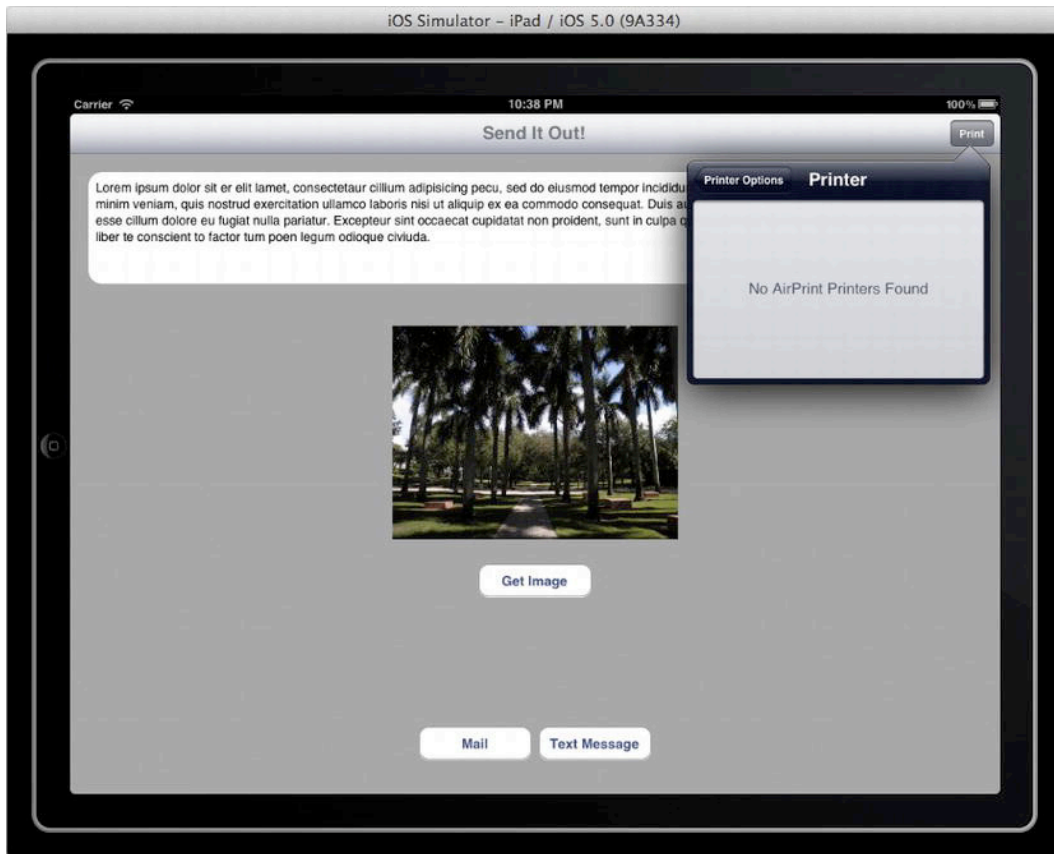 iOS Simulator – iPad / iOS 5.0 (9A334)
Carrier 10:38 PM 100%
Send It Out! Print
Printer Options Printer
Lorem ipsum dolor sit er elit lamet, consectetaur cillium adipisicing pecu, sed do eiusmod tempor incididu
minim veniam, quis nostrud exercitation ullamco laboris nisi ut aliquip ex ea commodo consequat. Duis au
esse cillum dolore eu fugiat nulla pariatur. Excepteur sint occaecat cupidatat non proident, sunt in culpa q
liber te conscient to factor tum poen legum odioque civiuda.
No AirPrint Printers Found
Get Image
Mail Text Message